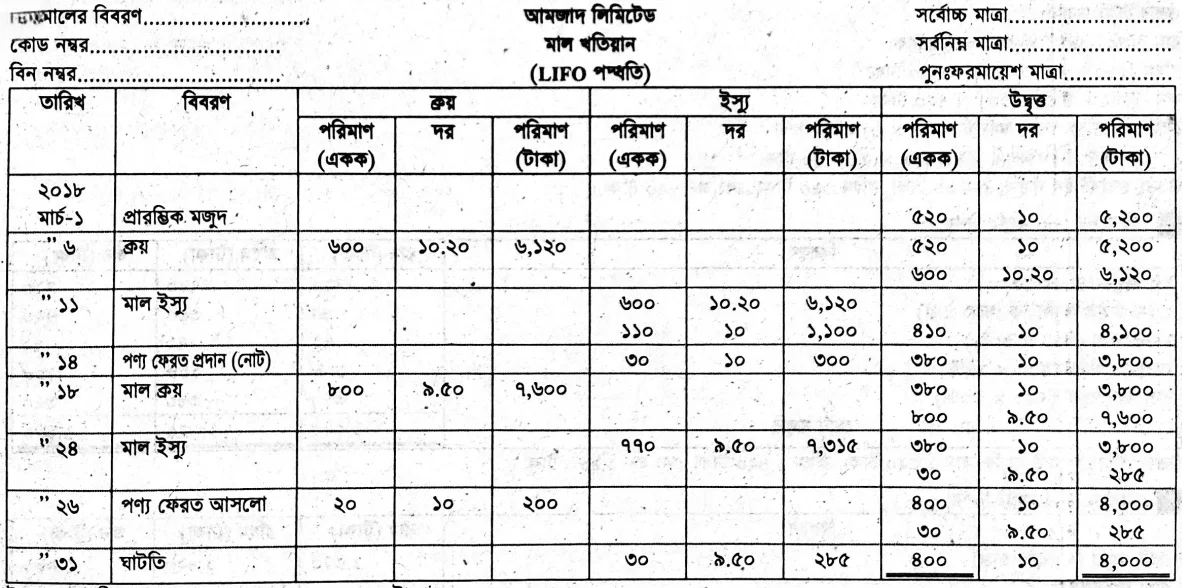 মালের বিবরণ............................ আমজাদ লিমিটেড সর্বোচ্চ মাত্রা............................
কোড নম্বর............................ মাল খতিয়ান সর্বনিম্ন মাত্রা............................
বিন নম্বর............................ (LIFO পদ্ধতি) পুনঃফরমায়েশ মাত্রা..................
তারিখ বিবরণ ক্রয় ইস্যু উদ্বৃত্ত
পরিমাণ দর পরিমাণ পরিমাণ দর পরিমাণ পরিমাণ দর পরিমাণ
(একক) (টাকা) (একক) (টাকা) (একক) (টাকা)
২০১৮
মার্চ-১ প্রারম্ভিক মজুদ ৫২০ ১০ ৫,২০০
" ৬ ক্রয় ৬০০ ১০.২০ ৬,১২০ ৫২০ ১০ ৫,২০০
৬০০ ১০.২০ ৬,১২০
" ১১ মাল ইস্যু ৬০০ ১০.২০ ৬,১২০
১১০ ১০ ১,১০০ ৪১০ ১০ ৪,১০০
" ১৪ পণ্য ফেরত প্রদান (নোট) ৩০ ১০ ৩০০ ৩৮০ ১০ ৩,৮০০
" ১৮ মাল ক্রয় ৮০০ ৯.৫০ ৭,৬০০ ৩৮০ ১০ ৩,৮০০
৮০০ ৯.৫০ ৭,৬০০
" ২৪ মাল ইস্যু ৭৭০ ৯.৫০ ৭,৩১৫ ৩৮০ ১০ ৩,৮০০
৩০ ৯.৫০ ২৮৫
" ২৬ পণ্য ফেরত আসলো ২০ ১০ ২০০ ৪০০ ১০ ৪,০০০
৩০ ৯.৫০ ২৮৫
" ৩১ ঘাটতি ৩০ ৯.৫০ ২৮৫ ৪০০ ১০ ৪,০০০